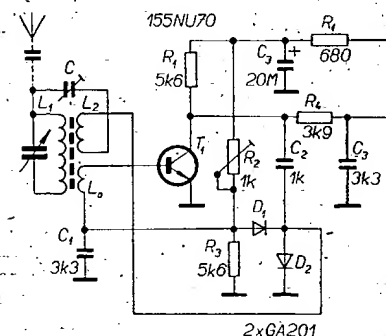 155NU70
R₁
680
C₃
+
20M
R₁
5k6
C
L₁
L₂
R₄
3k9
T₁
R₂
1k
C₂
1k
C₃
3k3
L₀
D₁
C₁
3k3
R₃
5k6
D₂
2xGA201